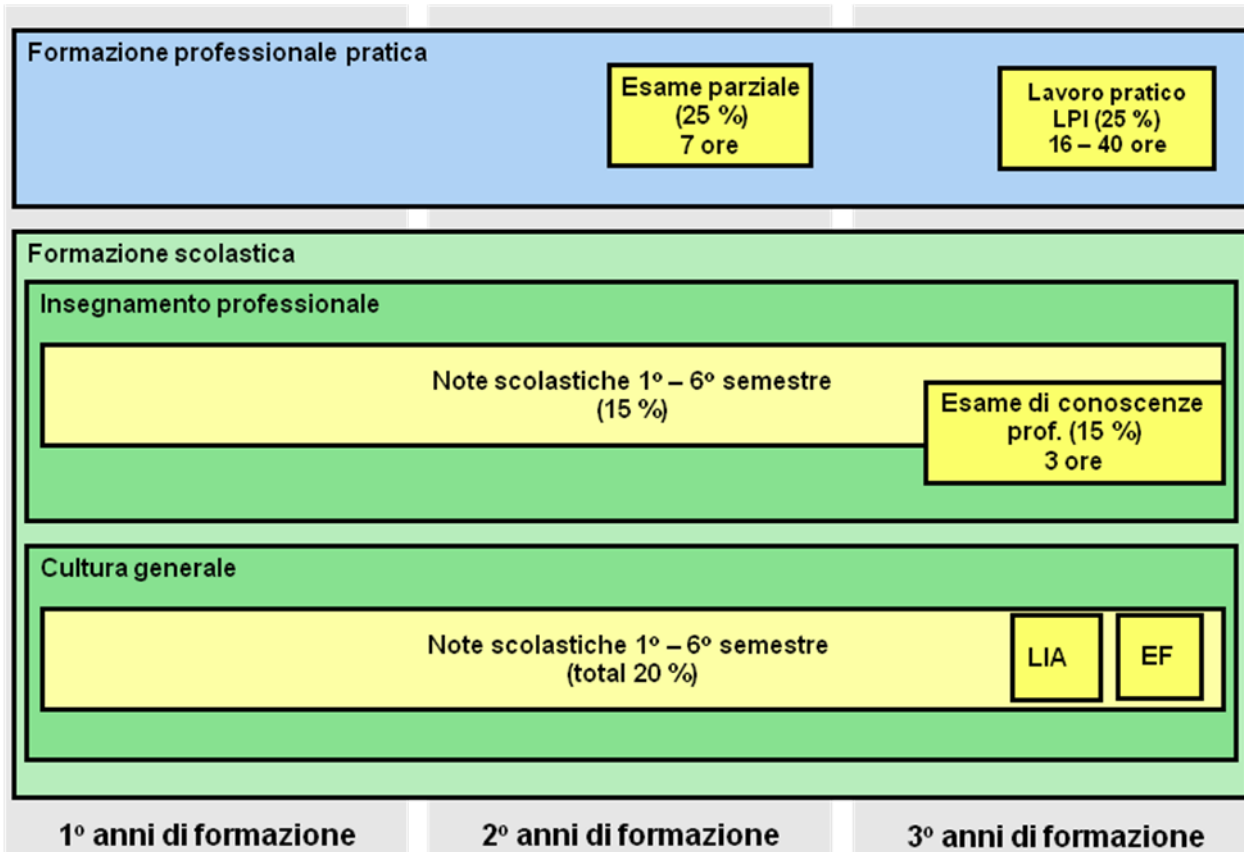 Formazione professionale pratica
Esame parziale
(25 %)
7 ore
Lavoro pratico
LPI (25 %)
16 – 40 ore
Formazione scolastica
Insegnamento professionale
Note scolastiche 1º – 6º semestre
(15 %)
Esame di conoscenze
prof. (15 %)
3 ore
Cultura generale
Note scolastiche 1º – 6º semestre
(total 20 %)
LIA
EF
1º anni di formazione
2º anni di formazione
3º anni di formazione